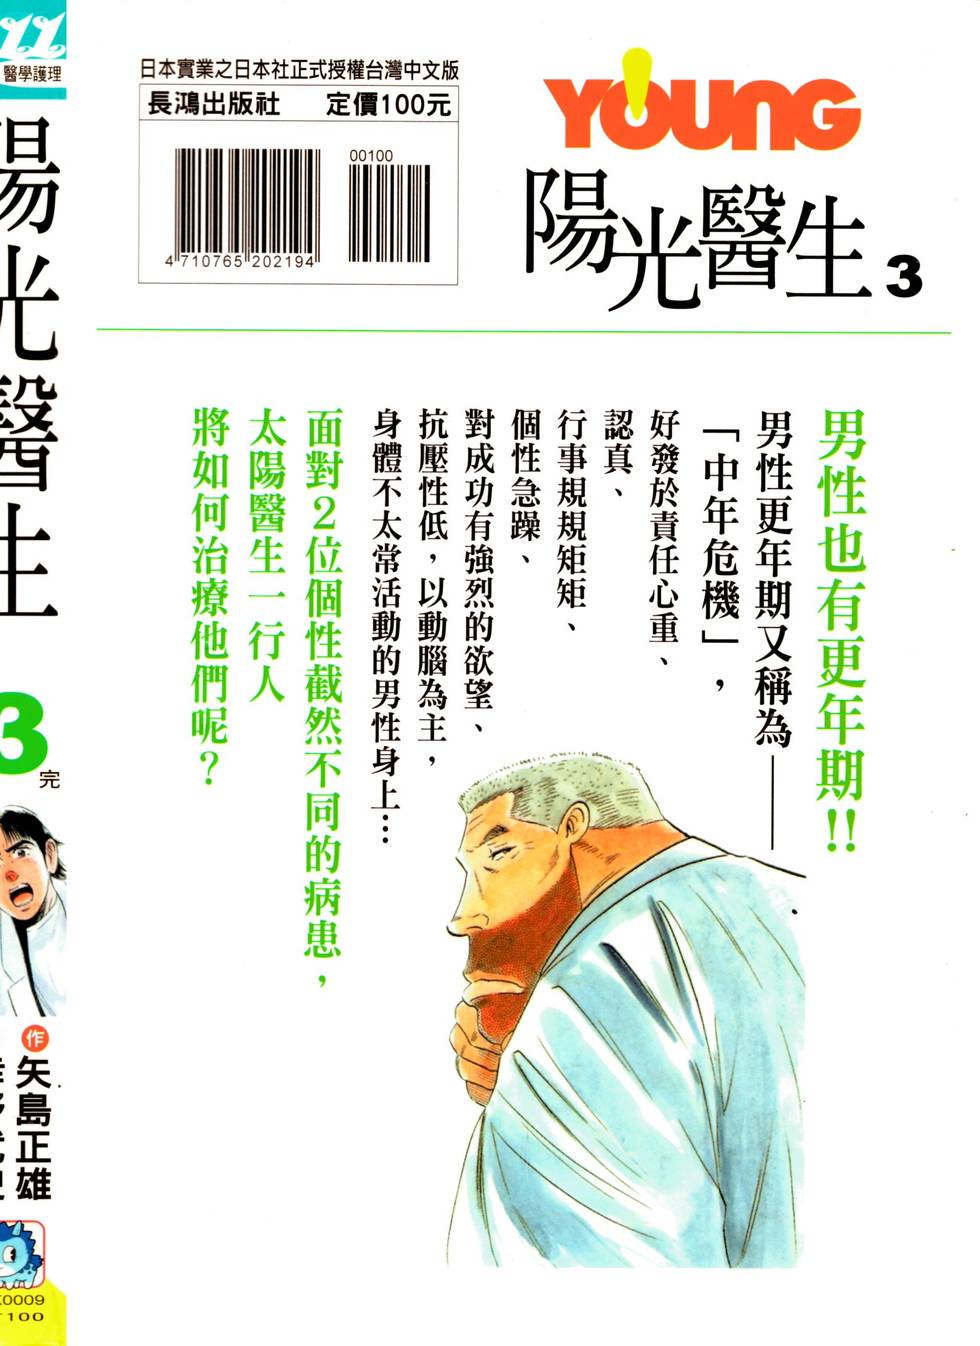 醫學護理
陽光醫生
3
完
作
矢島正雄
K0009
100
日本實業之日本社正式授權台灣中文版
長鴻出版社 定價100元
00100
4 710765 202194
YOUNG
陽光醫生 3
男性也有更年期!!
男性更年期又稱為——
「中年危機」，
好發於責任心重、
認真、
行事規規矩矩、
個性急躁、
對成功有強烈的欲望、
抗壓性低，以動腦為主，
身體不太常活動的男性身上…
面對2位個性截然不同的病患，
太陽醫生一行人
將如何治療他們呢？